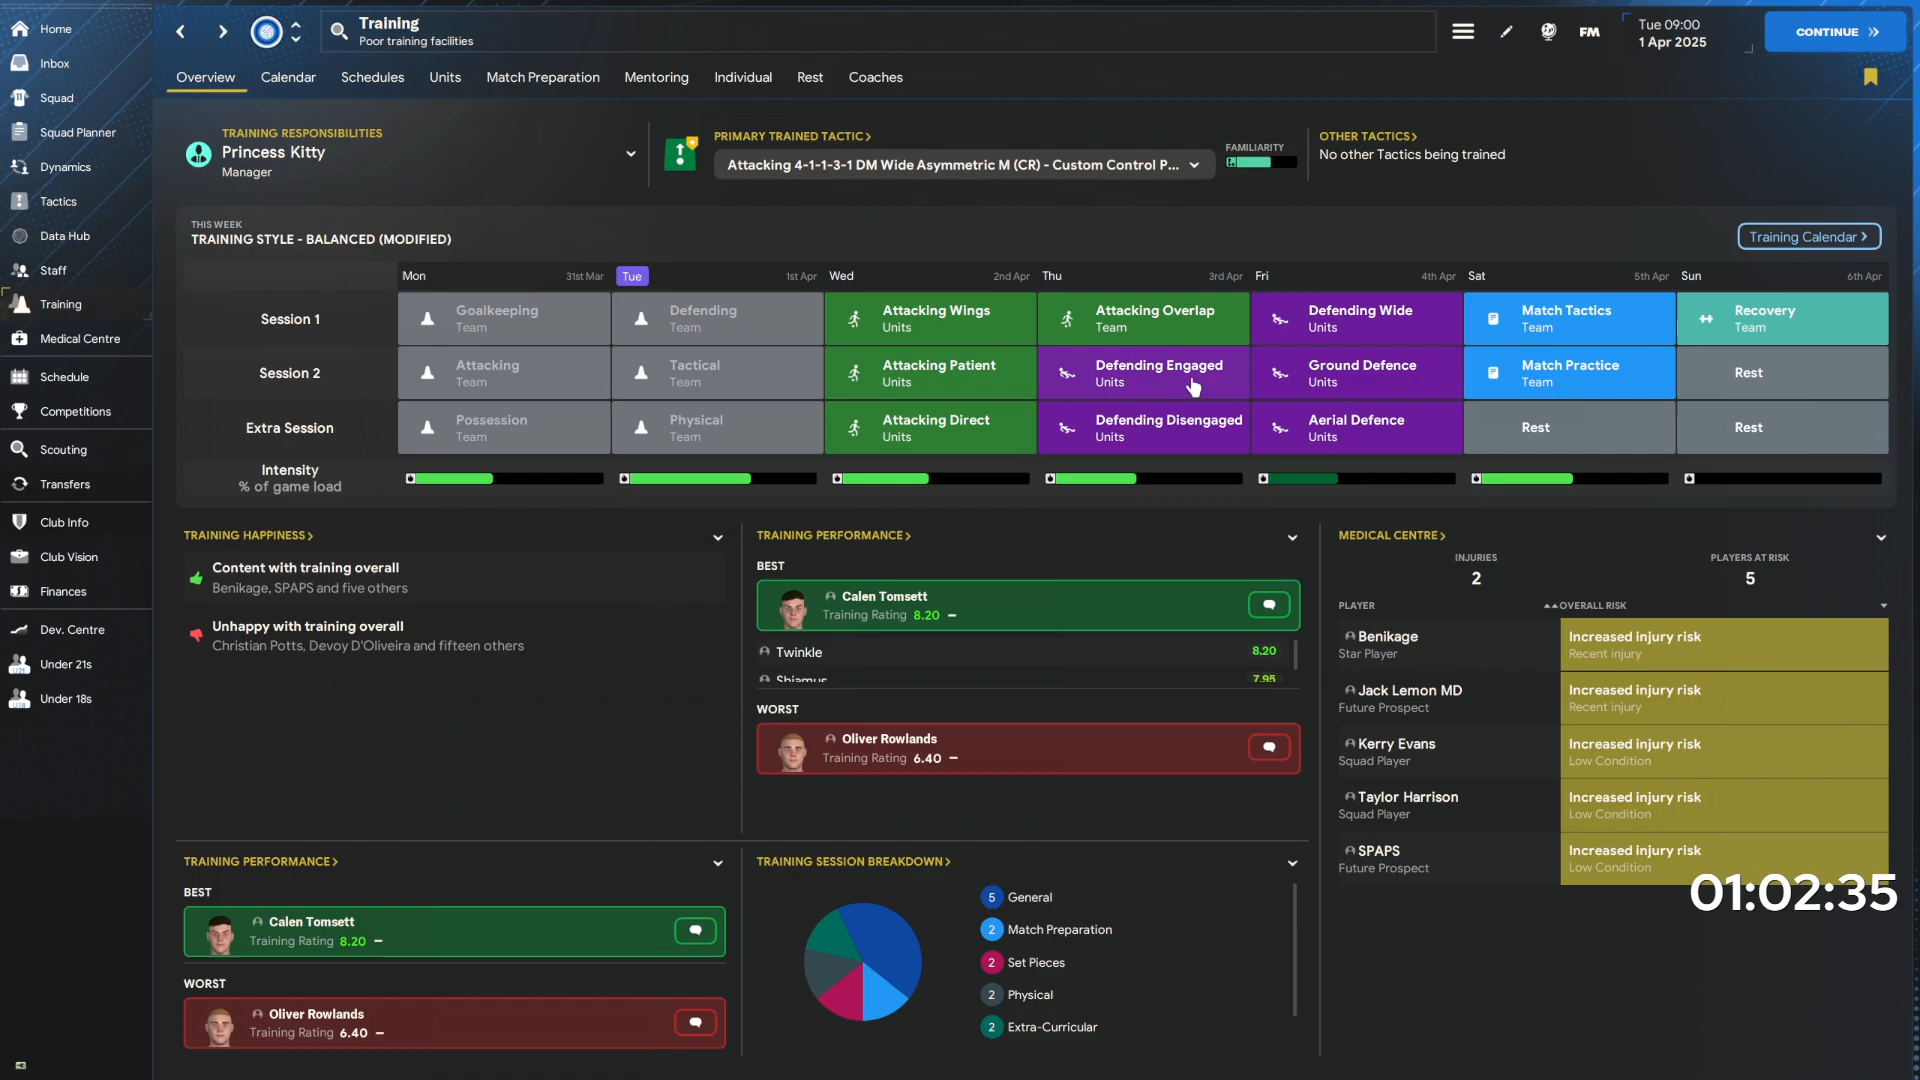 Home
Inbox
Squad
Squad Planner
Dynamics
Tactics
Data Hub
Staff
Training
Medical Centre
Schedule
Competitions
Scouting
Transfers
Club Info
Club Vision
Finances
Dev. Centre
Under 21s
Under 18s
Training
Poor training facilities
FM
Tue 09:00
1 Apr 2025
CONTINUE
Overview Calendar Schedules Units Match Preparation Mentoring Individual Rest Coaches
TRAINING RESPONSIBILITIES
Princess Kitty
Manager
PRIMARY TRAINED TACTIC
Attacking 4-1-1-3-1 DM Wide Asymmetric M (CR) - Custom Control P...
FAMILIARITY
OTHER TACTICS
No other Tactics being trained
THIS WEEK
TRAINING STYLE - BALANCED (MODIFIED)
Training Calendar
Mon 31st Mar Tue 1st Apr Wed 2nd Apr Thu 3rd Apr Fri 4th Apr Sat 5th Apr Sun 6th Apr
Session 1
Goalkeeping
Team
Defending
Team
Attacking Wings
Units
Attacking Overlap
Team
Defending Wide
Units
Match Tactics
Team
Recovery
Team
Session 2
Attacking
Team
Tactical
Team
Attacking Patient
Units
Defending Engaged
Units
Ground Defence
Units
Match Practice
Team
Rest
Extra Session
Possession
Team
Physical
Team
Attacking Direct
Units
Defending Disengaged
Units
Aerial Defence
Units
Rest
Rest
Intensity
% of game load
TRAINING HAPPINESS
Content with training overall
Benikage, SPAPS and five others
Unhappy with training overall
Christian Potts, Devoy D'Oliveira and fifteen others
TRAINING PERFORMANCE
BEST
Calen Tomsett
Training Rating 8.20 –
Twinkle 8.20
Shiamus 7.95
WORST
Oliver Rowlands
Training Rating 6.40 –
MEDICAL CENTRE
INJURIES
2
PLAYERS AT RISK
5
PLAYER OVERALL RISK
Benikage
Star Player
Increased injury risk
Recent injury
Jack Lemon MD
Future Prospect
Increased injury risk
Recent injury
Kerry Evans
Squad Player
Increased injury risk
Low Condition
Taylor Harrison
Squad Player
Increased injury risk
Low Condition
SPAPS
Future Prospect
Increased injury risk
Low Condition
01:02:35
TRAINING PERFORMANCE
BEST
Calen Tomsett
Training Rating 8.20 –
WORST
Oliver Rowlands
Training Rating 6.40 –
TRAINING SESSION BREAKDOWN
5 General
2 Match Preparation
2 Set Pieces
2 Physical
2 Extra-Curricular